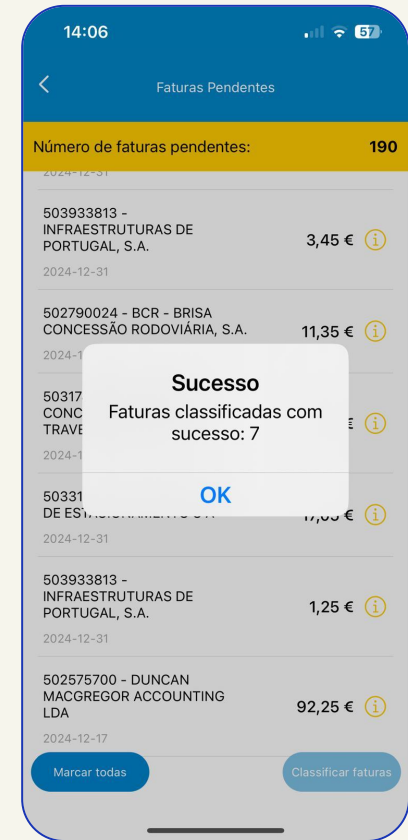 14:06
57
Faturas Pendentes
Número de faturas pendentes: 190
2024-12-31
503933813 -
INFRAESTRUTURAS DE
PORTUGAL, S.A.
3,45 €
2024-12-31
502790024 - BCR - BRISA
CONCESSÃO RODOVIÁRIA, S.A.
11,35 €
Sucesso
Faturas classificadas com
sucesso: 7
OK
€
2024-12-31
503933813 -
INFRAESTRUTURAS DE
PORTUGAL, S.A.
1,25 €
2024-12-31
502575700 - DUNCAN
MACGREGOR ACCOUNTING
LDA
92,25 €
2024-12-17
Marcar todas
Classificar faturas